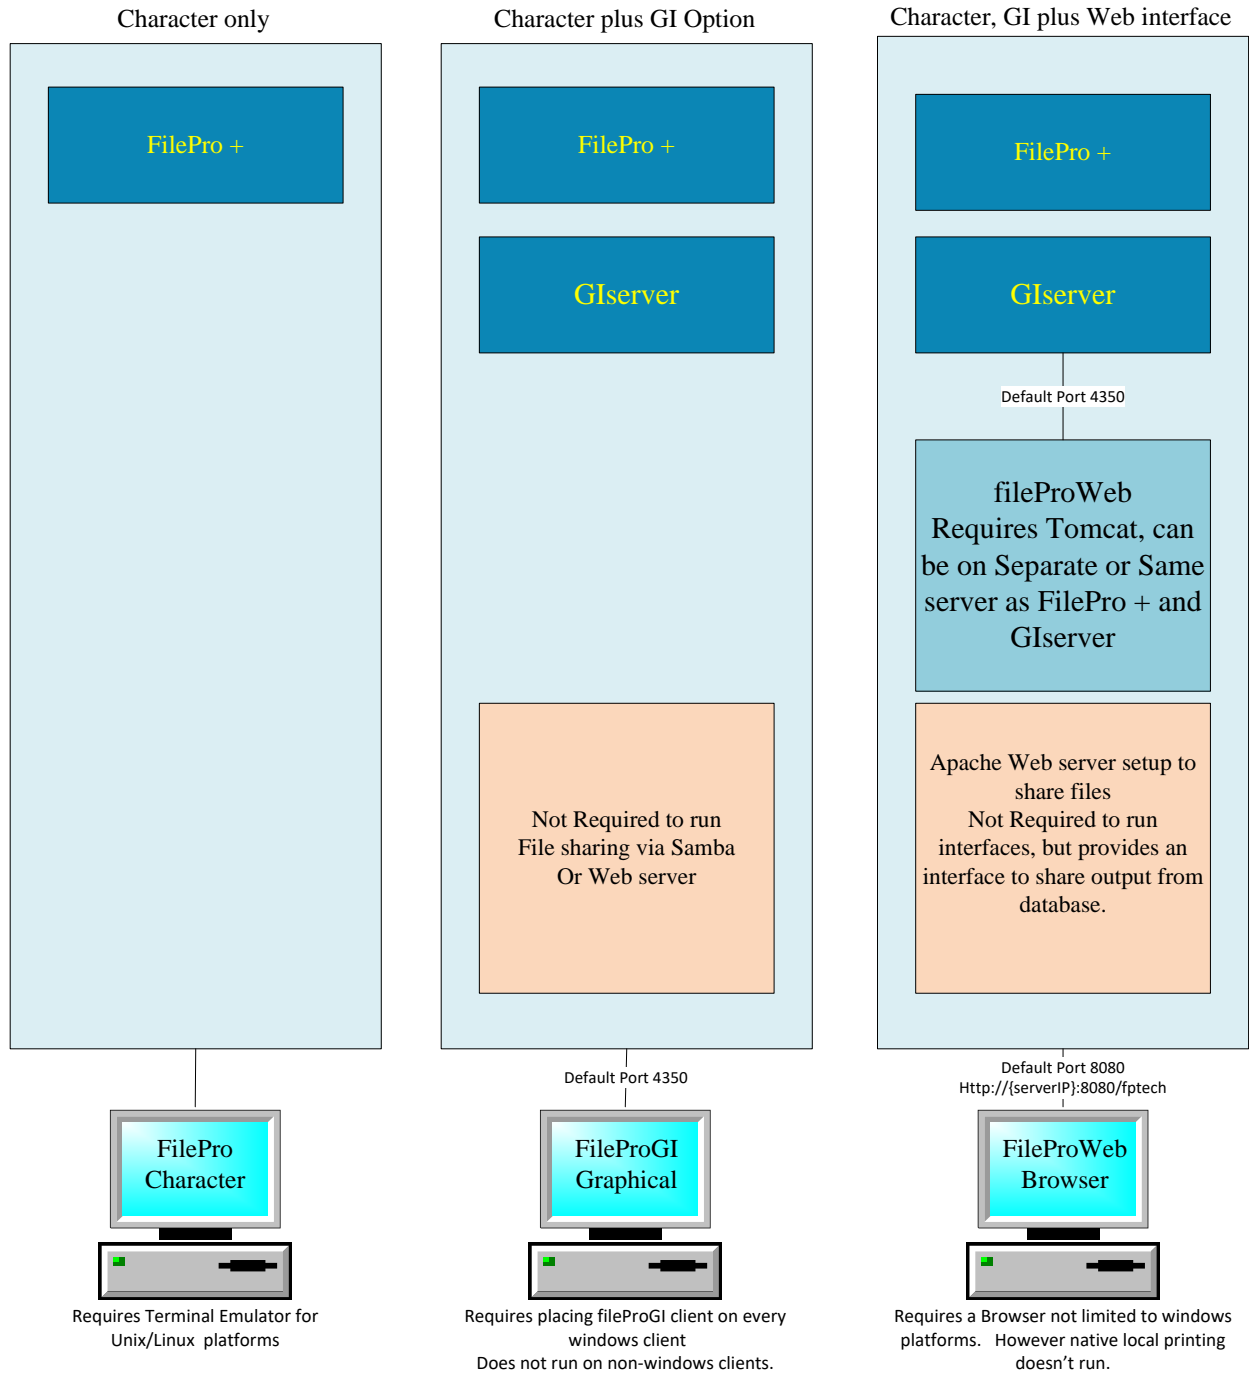 Character only
FilePro +
FilePro
Character
Requires Terminal Emulator for
Unix/Linux  platforms
Character plus GI Option
FilePro +
GIserver
Not Required to run
File sharing via Samba
Or Web server
Default Port 4350
FileProGI
Graphical
Requires placing fileProGI client on every
windows client
Does not run on non-windows clients.
Character, GI plus Web interface
FilePro +
GIserver
Default Port 4350
fileProWeb
Requires Tomcat, can
be on Separate or Same
server as FilePro + and
GIserver
Apache Web server setup to
share files
Not Required to run
interfaces, but provides an
interface to share output from
database.
Default Port 8080
Http://{serverIP}:8080/fptech
FileProWeb
Browser
Requires a Browser not limited to windows
platforms.   However native local printing
doesn’t run.